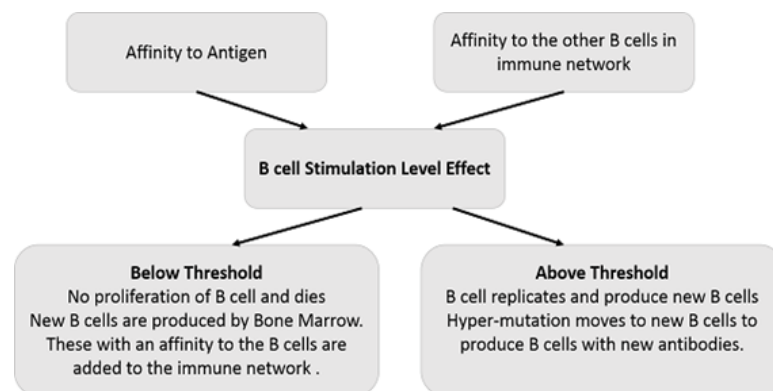 Affinity to Antigen
Affinity to the other B cells in
immune network
B cell Stimulation Level Effect
Below Threshold
No proliferation of B cell and dies
New B cells are produced by Bone Marrow.
These with an affinity to the B cells are
added to the immune network .
Above Threshold
B cell replicates and produce new B cells
Hyper-mutation moves to new B cells to
produce B cells with new antibodies.